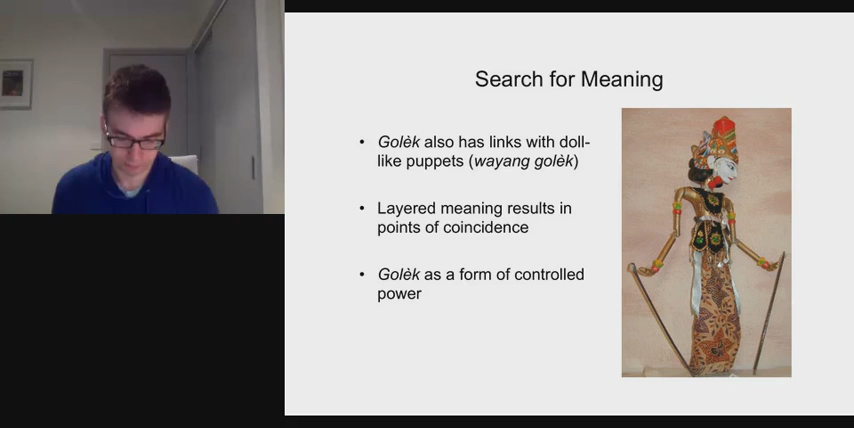 Search for Meaning
• Golèk also has links with doll-
like puppets (wayang golèk)
• Layered meaning results in
points of coincidence
• Golèk as a form of controlled
power